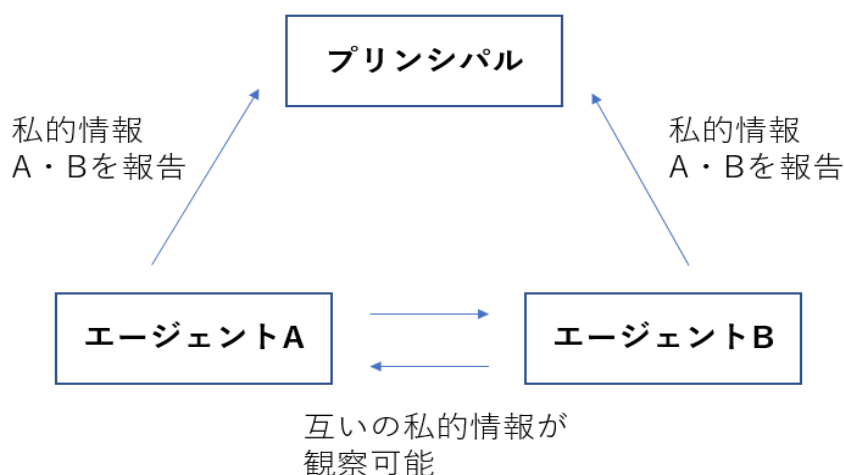 プリンシパル
私的情報
A・Bを報告
私的情報
A・Bを報告
エージェントA
エージェントB
互いの私的情報が
観察可能